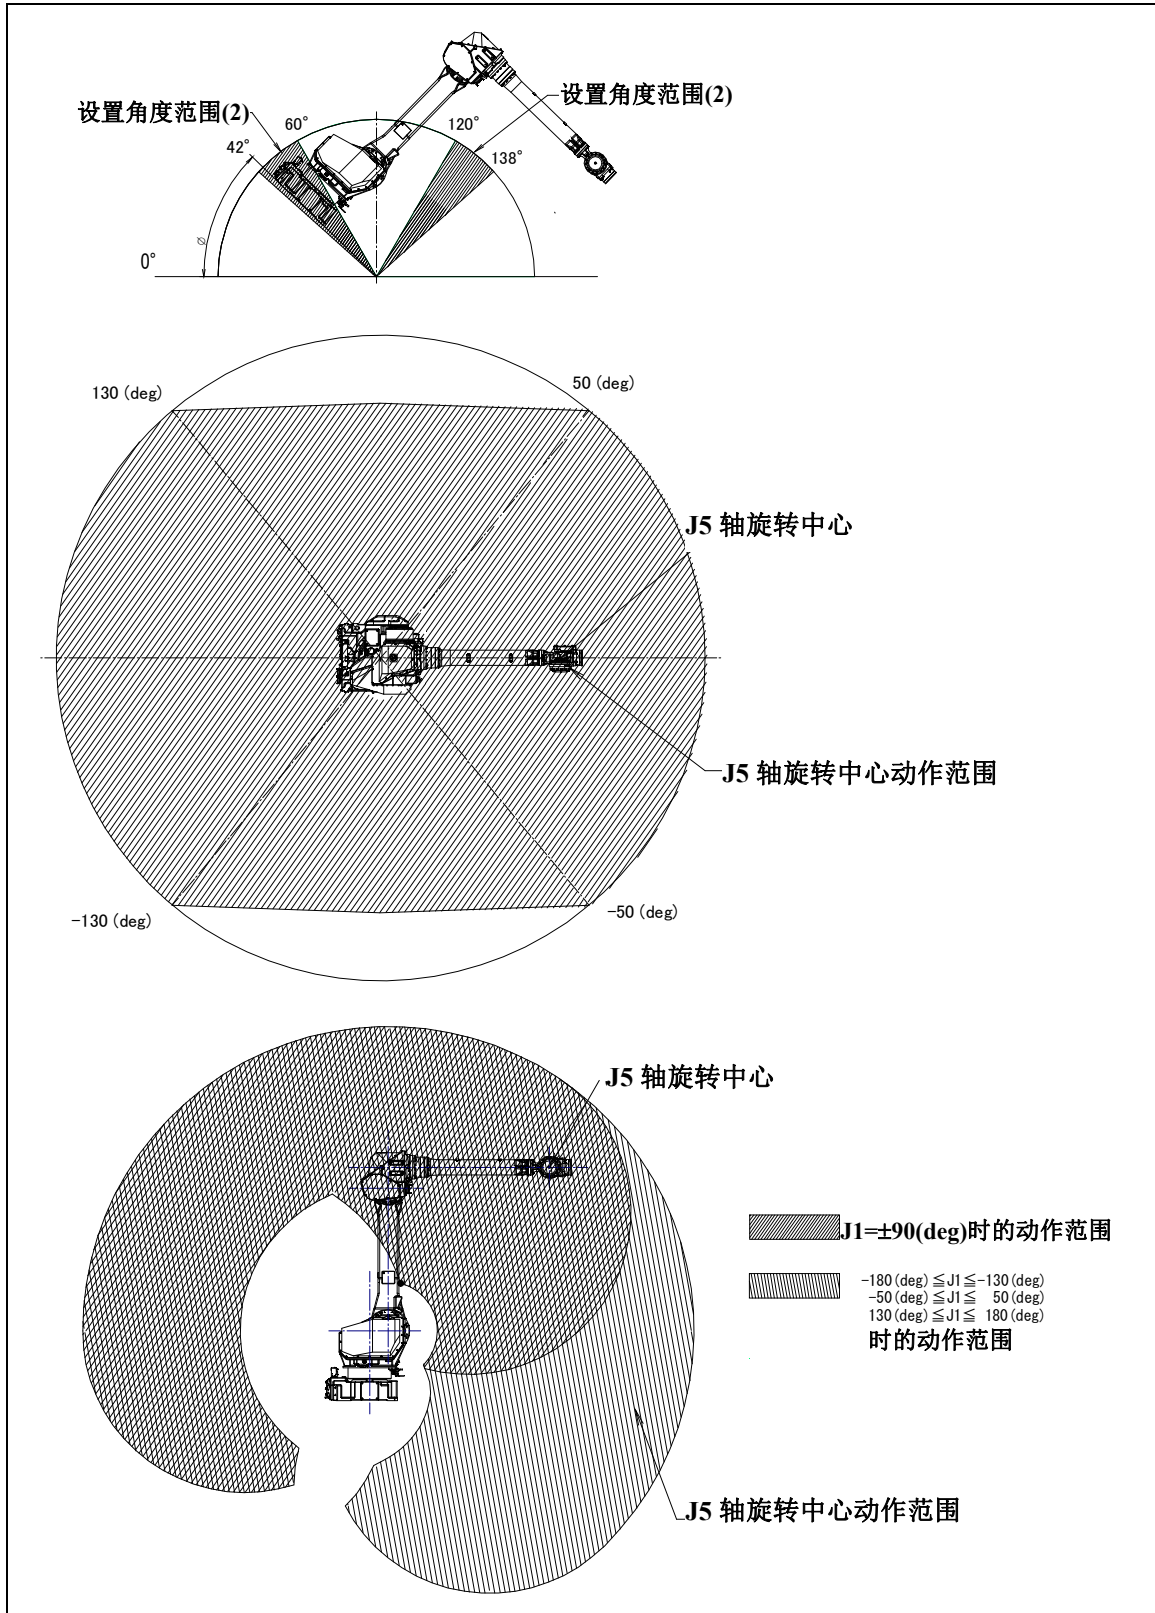 设置角度范围(2)
设置角度范围(2)
60°
120°
42°
138°
ø
0°
130 (deg)
50 (deg)
J5 轴旋转中心
J5 轴旋转中心动作范围
-130 (deg)
-50 (deg)
J5 轴旋转中心
J1=±90(deg)时的动作范围
-180(deg)≦J1≦-130(deg)
-50(deg)≦J1≦ 50(deg)
130(deg)≦J1≦ 180(deg)
时的动作范围
J5 轴旋转中心动作范围